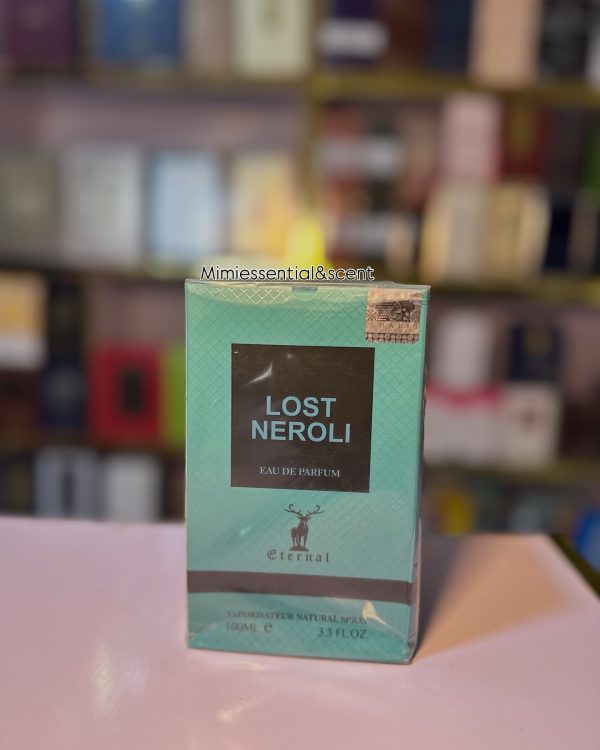 Mimiessential&scent
LOST
NEROLI
EAU DE PARFUM
Eternal
VAPORISATEUR NATURAL SPRAY
100ML e 3.3 FL.OZ